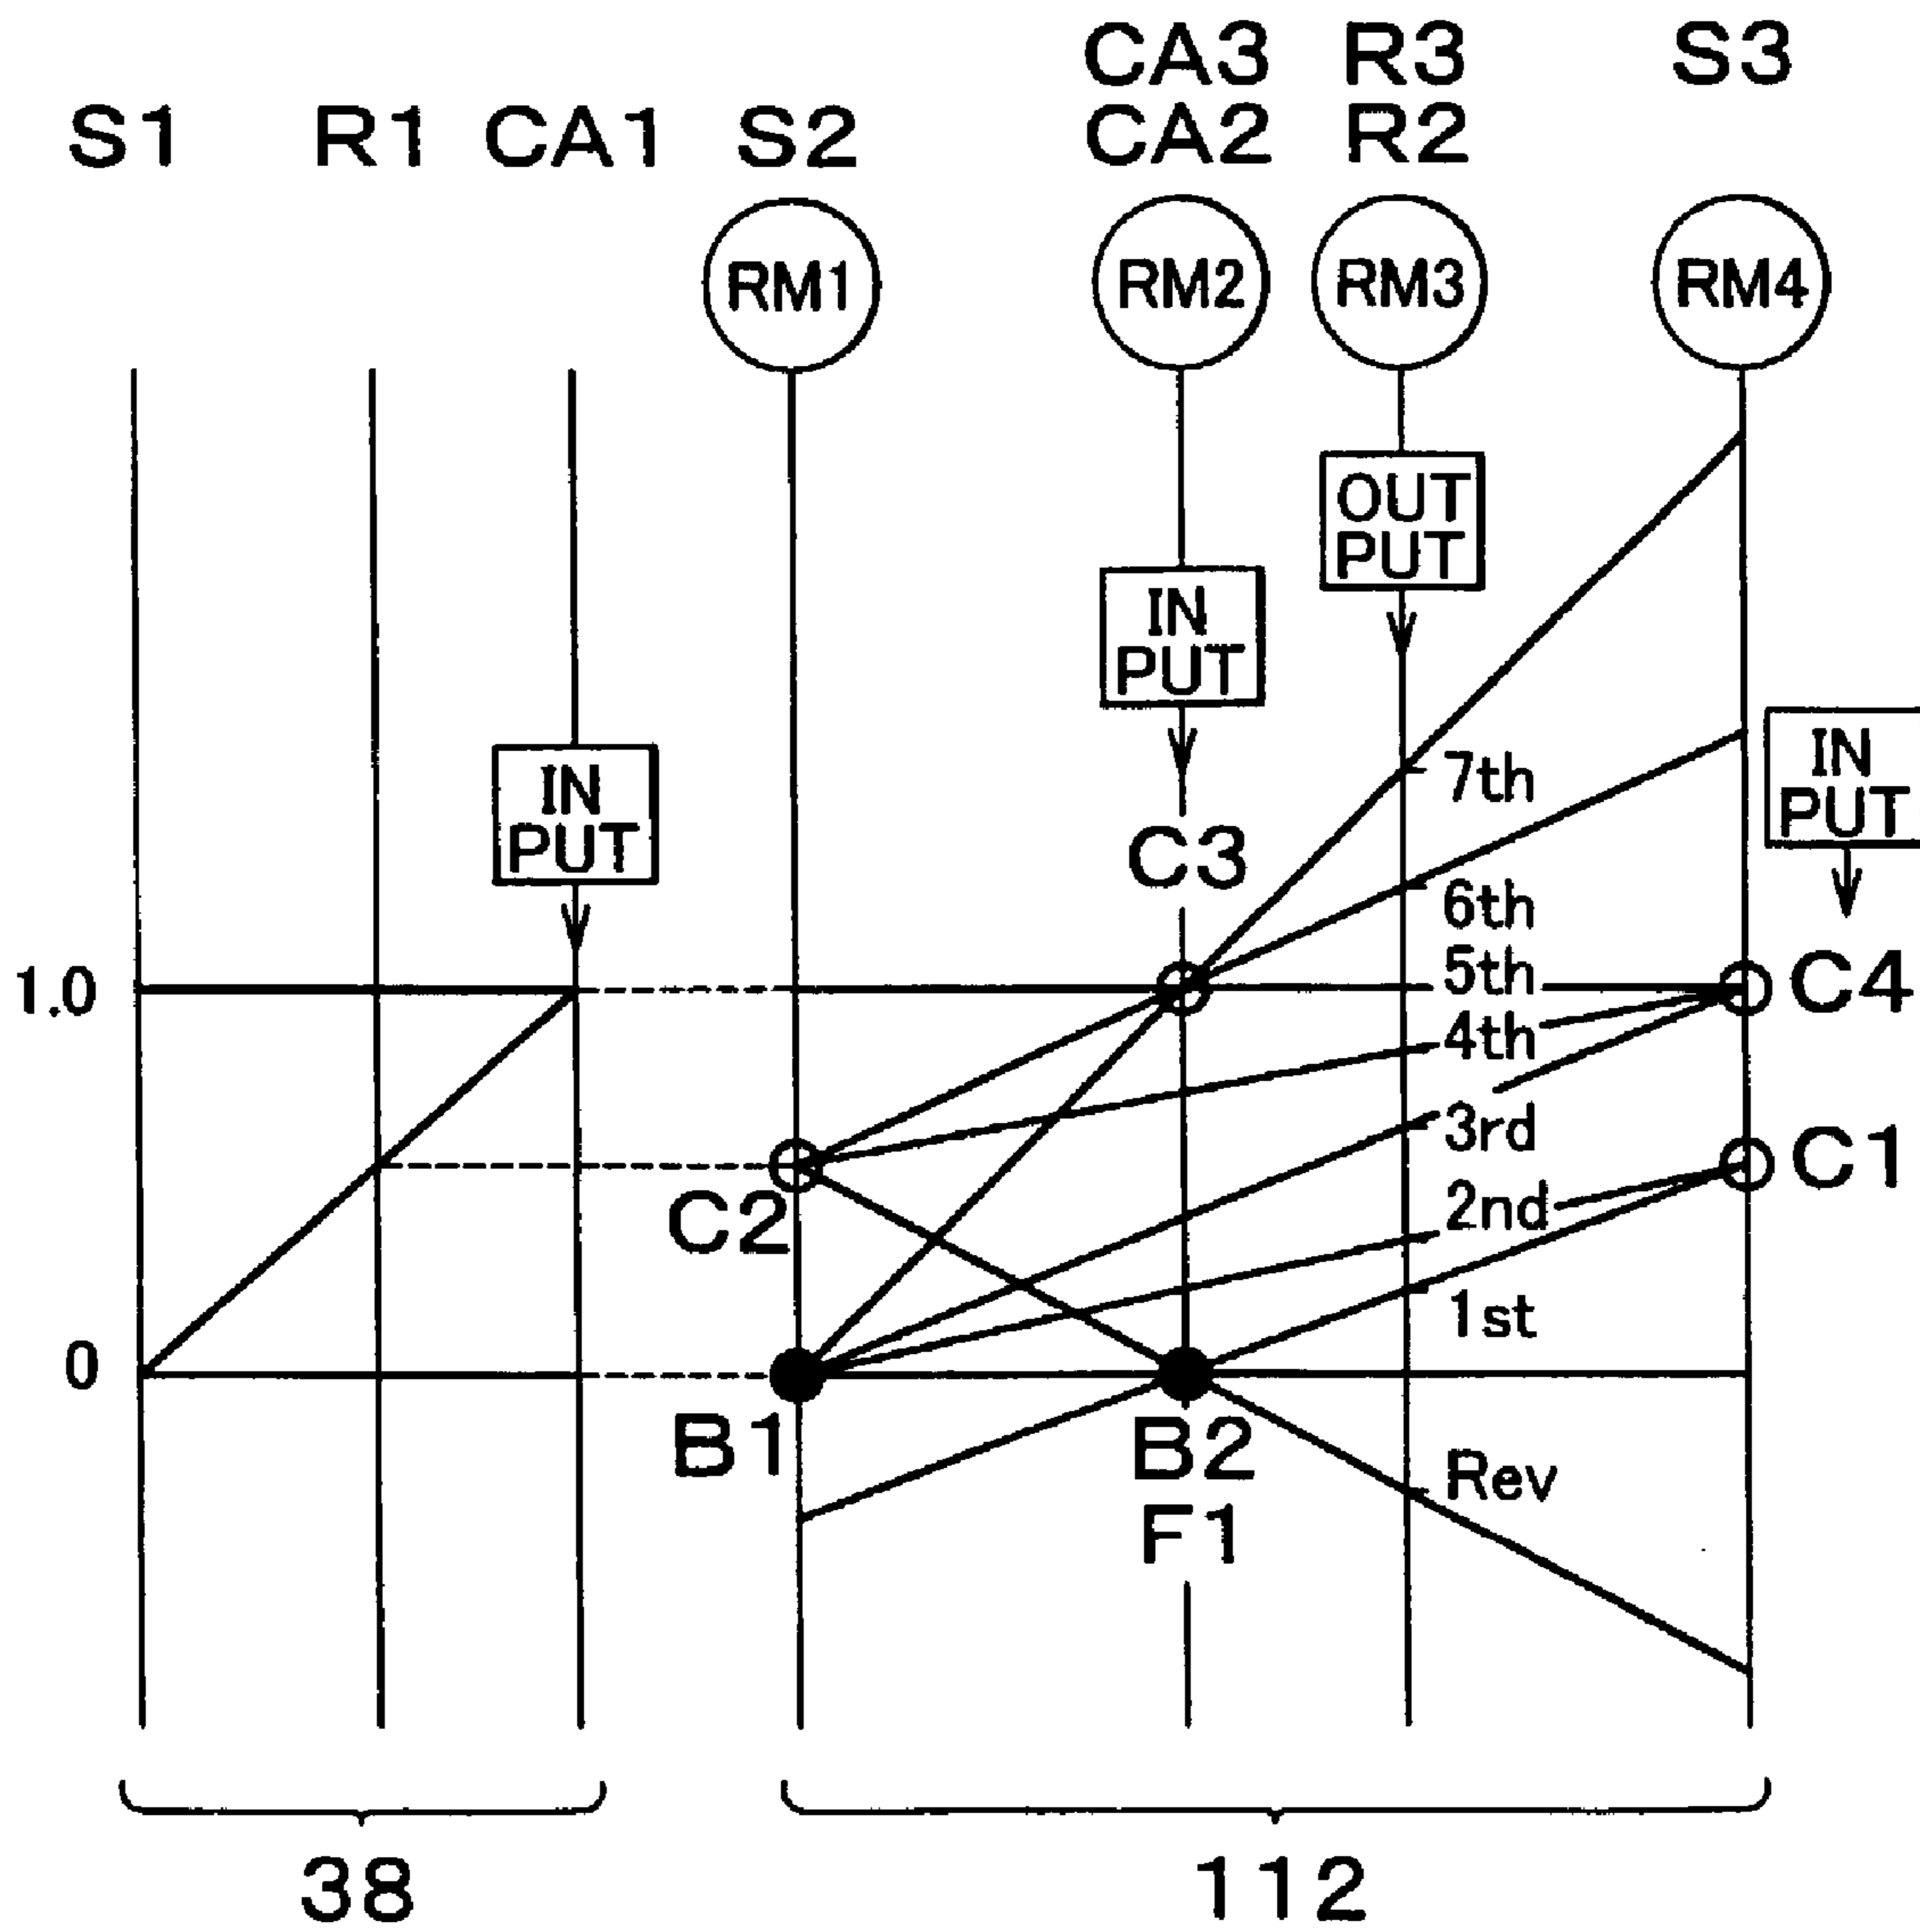 CA3 R3 S3
S1 R1 CA1 S2 CA2 R2
RM1 RM2 RM3 RM4
OUT
PUT
IN
PUT
IN
PUT
IN
PUT
7th
C3
6th
1.0 5th C4
4th
3rd
C1
2nd
C2
1st
0
B1 B2
Rev
F1
38 112